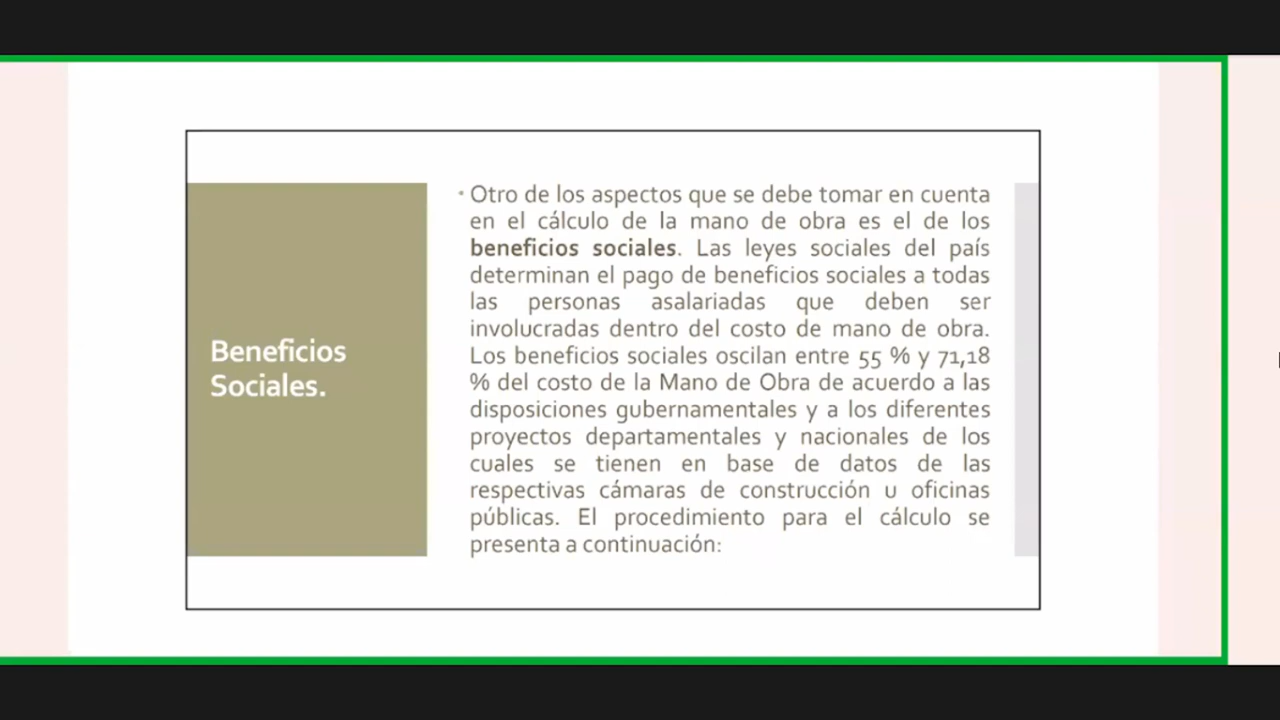 Beneficios
Sociales.
• Otro de los aspectos que se debe tomar en cuenta
en el cálculo de la mano de obra es el de los
beneficios sociales. Las leyes sociales del país
determinan el pago de beneficios sociales a todas
las personas asalariadas que deben ser
involucradas dentro del costo de mano de obra.
Los beneficios sociales oscilan entre 55 % y 71,18
% del costo de la Mano de Obra de acuerdo a las
disposiciones gubernamentales y a los diferentes
proyectos departamentales y nacionales de los
cuales se tienen en base de datos de las
respectivas cámaras de construcción u oficinas
públicas. El procedimiento para el cálculo se
presenta a continuación: